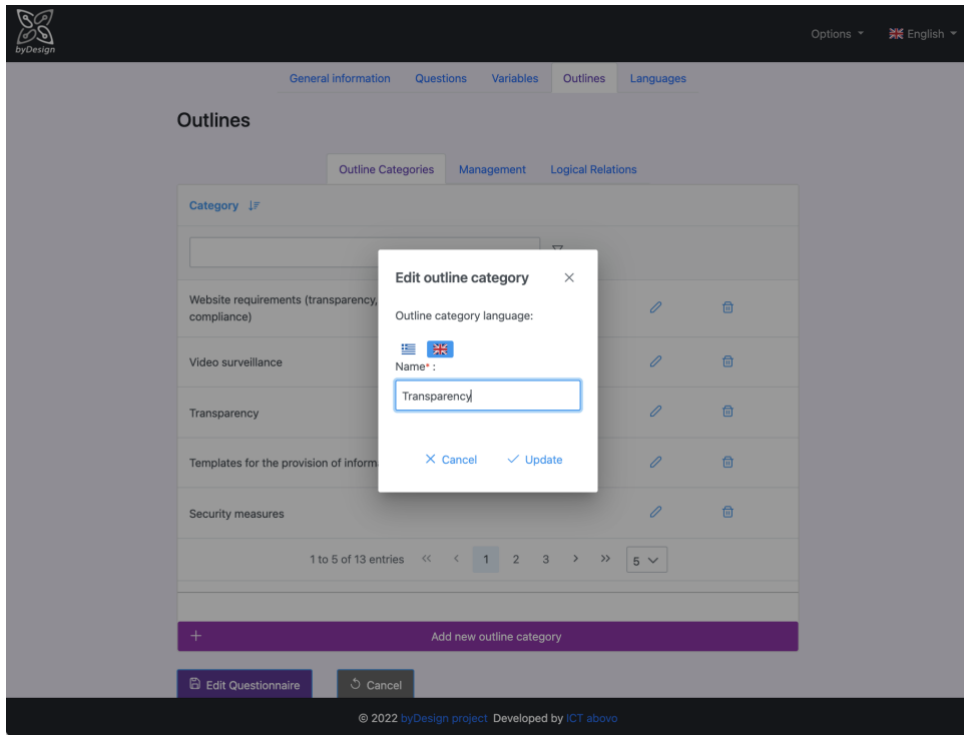 byDesign
Options
English
General information Questions Variables Outlines Languages
Outlines
Outline Categories Management Logical Relations
Category
Edit outline category
Outline category language:
Name* :
Transparency
Cancel Update
Website requirements (transparency,
compliance)
Video surveillance
Transparency
Templates for the provision of inform
Security measures
1 to 5 of 13 entries << < 1 2 3 > >> 5
+ Add new outline category
Edit Questionnaire Cancel
© 2022 byDesign project Developed by ICT abovo